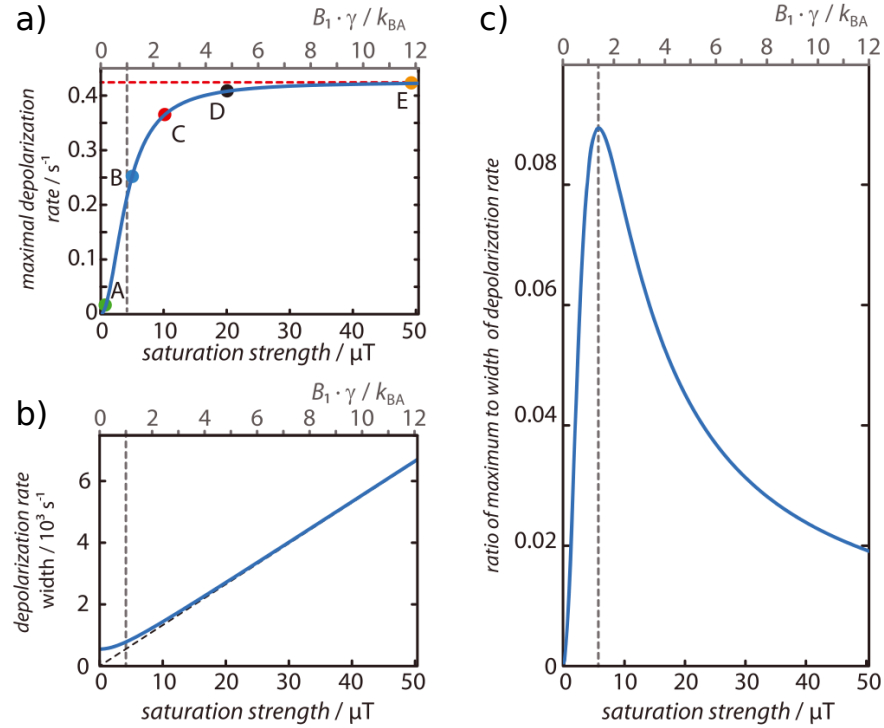 a)
B₁ · γ / k_BA
0 2 4 6 8 10 12
maximal depolarization
rate / s⁻¹
0.4
0.3
0.2
0.1
0
A
B
C
D
E
0 10 20 30 40 50
saturation strength / μT
b)
B₁ · γ / k_BA
0 2 4 6 8 10 12
depolarization rate
width / 10³ s⁻¹
6
4
2
0
0 10 20 30 40 50
saturation strength / μT
c)
B₁ · γ / k_BA
0 2 4 6 8 10 12
ratio of maximum to width of depolarization rate
0.08
0.06
0.04
0.02
0
0 10 20 30 40 50
saturation strength / μT